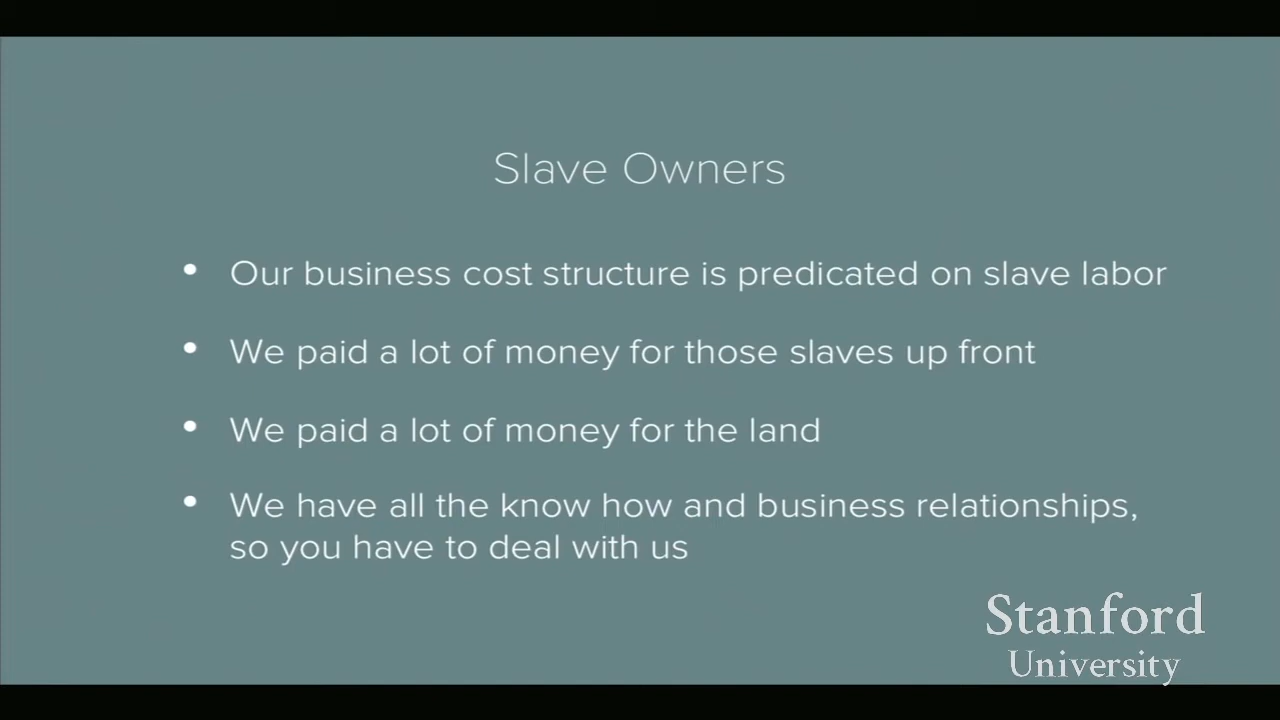 Slave Owners
• Our business cost structure is predicated on slave labor
• We paid a lot of money for those slaves up front
• We paid a lot of money for the land
• We have all the know how and business relationships,
so you have to deal with us
Stanford
University